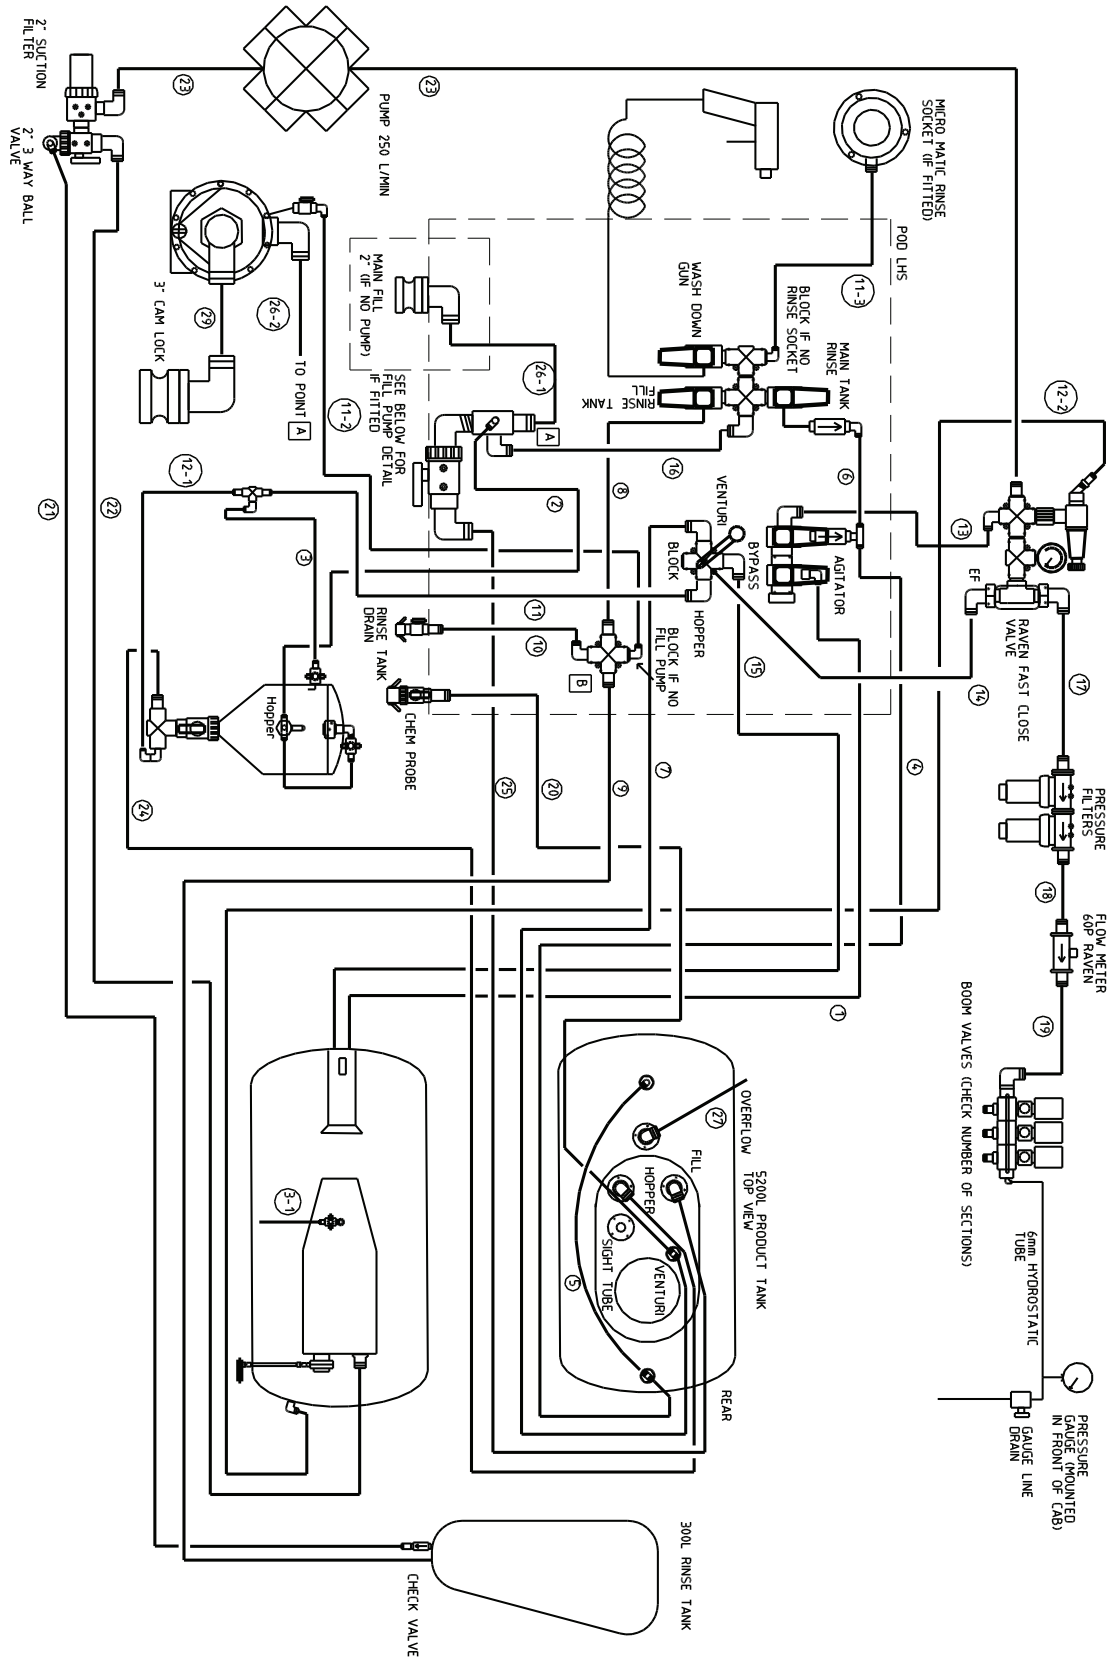 2" SUCTION
FILTER
2" 3 WAY BALL
VALVE
23
23
PUMP 250 L/MIN
MICRO MATIC RINSE
SOCKET (IF FITTED)
POD LHS
11-3
MAIN FILL
2" (IF NO PUMP)
WASH DOWN
GUN
BLOCK IF NO
RINSE SOCKET
MAIN TANK
RINSE
RINSE TANK
FILL
3" CAM LOCK
29
26-2
TO POINT
A
11-2
SEE BELOW FOR
FILL PUMP DETAIL
IF FITTED
26-1
A
12-2
12-1
21
22
3
2
8
16
6
VENTURI
BYPASS
BLOCK
HOPPER
AGITATOR
13
EF
RAVEN FAST CLOSE
VALVE
RINSE TANK
DRAIN
11
10
BLOCK IF NO
FILL PUMP
B
15
14
17
Hopper
CHEM PROBE
24
25
20
9
7
4
PRESSURE
FILTERS
18
FLOW METER
60P RAVEN
19
1
BOOM VALVES (CHECK NUMBER OF SECTIONS)
6mm HYDROSTATIC
TUBE
PRESSURE
GAUGE (MOUNTED
IN FRONT OF CAB)
GAUGE LINE
DRAIN
OVERFLOW
27
5200L PRODUCT TANK
TOP VIEW
FILL
HOPPER
SIGHT TUBE
VENTURI
5
REAR
3-1
300L RINSE TANK
CHECK VALVE